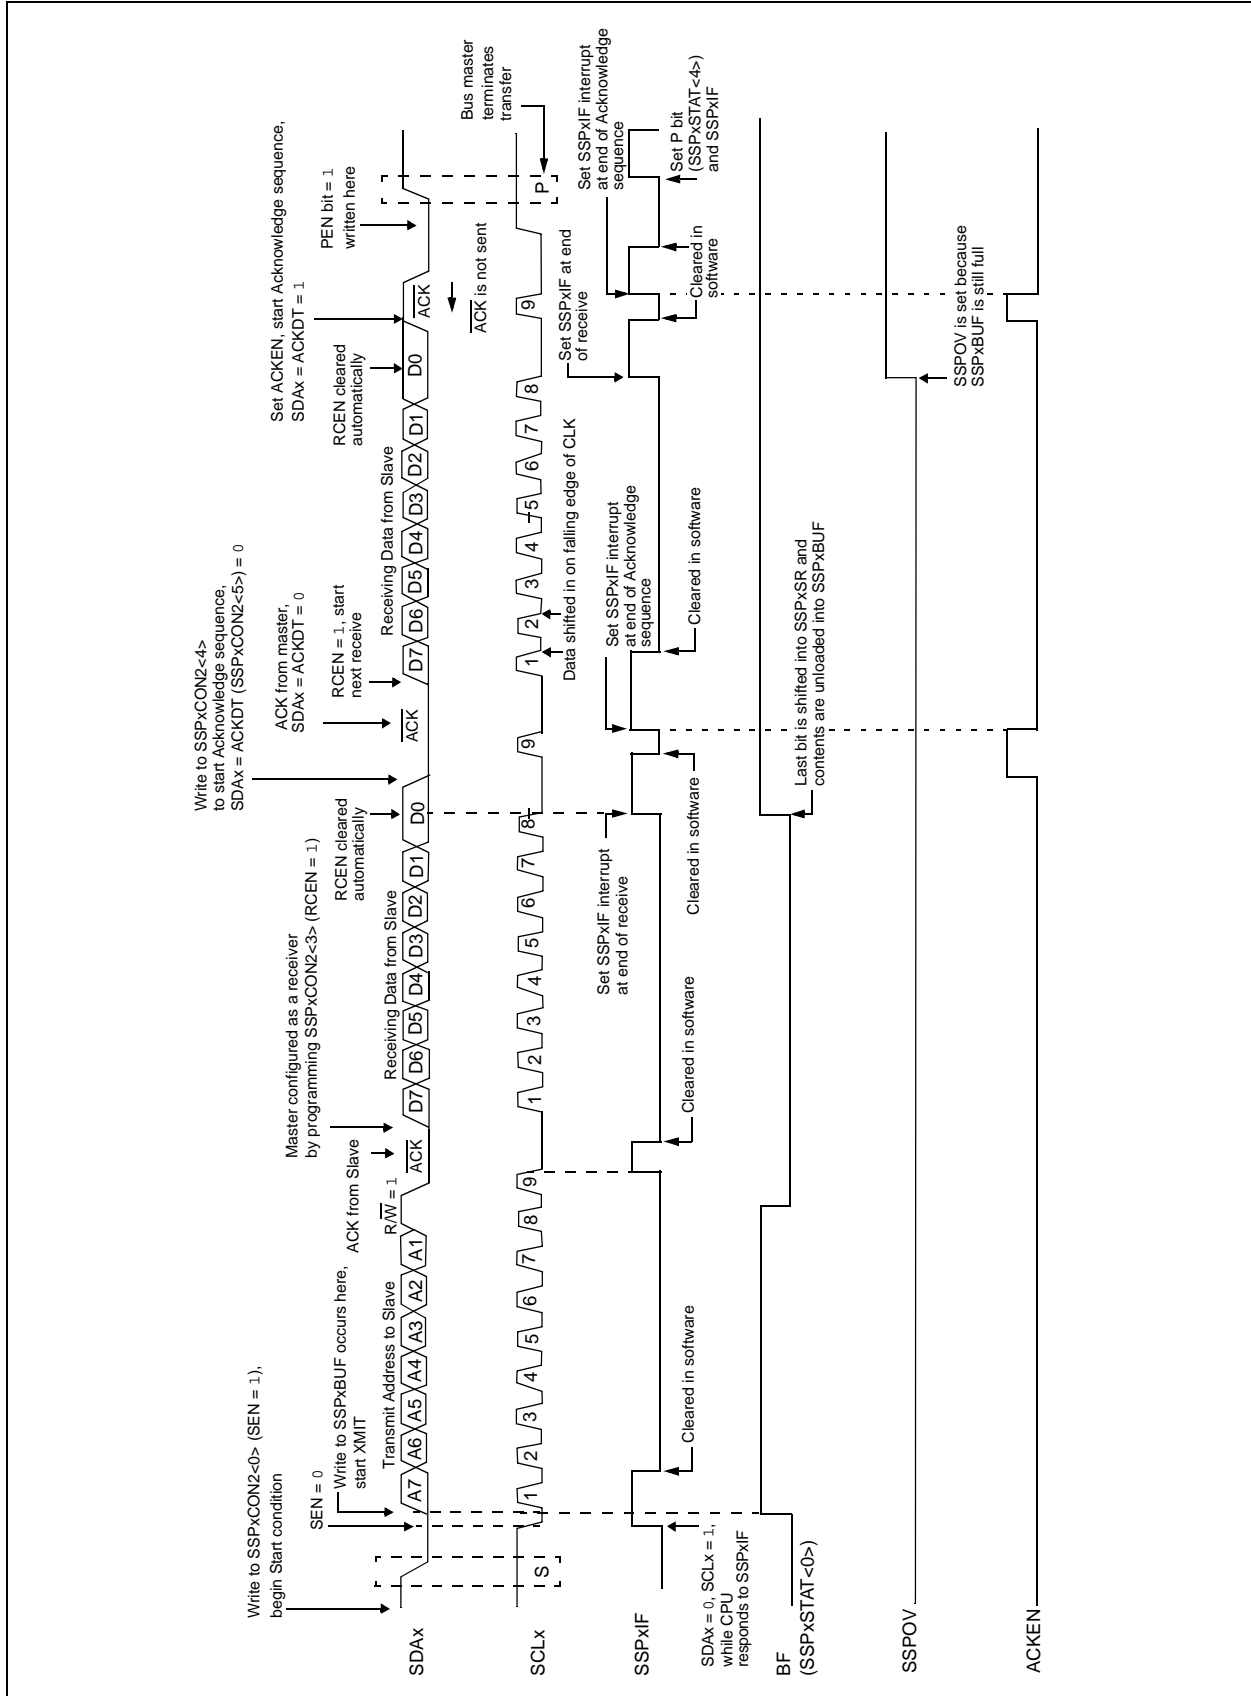 Write to SSPxCON2<0> (SEN = 1),
begin Start condition
SEN = 0
Write to SSPxBUF occurs here,
start XMIT
Transmit Address to Slave
R/W = 1
ACK from Slave
Master configured as a receiver
by programming SSPxCON2<3> (RCEN = 1)
Receiving Data from Slave
RCEN cleared
automatically
Write to SSPxCON2<4>
to start Acknowledge sequence,
SDAx = ACKDT (SSPxCON2<5>) = 0
ACK from master,
SDAx = ACKDT = 0
RCEN = 1, start
next receive
Receiving Data from Slave
RCEN cleared
automatically
Set ACKEN, start Acknowledge sequence,
SDAx = ACKDT = 1
PEN bit = 1
written here
SDAx
A7 A6 A5 A4 A3 A2 A1
ACK
D7 D6 D5 D4 D3 D2 D1 D0
ACK
D7 D6 D5 D4 D3 D2 D1 D0
ACK
ACK is not sent
Bus master
terminates
transfer
SCLx
S
1 2 3 4 5 6 7 8 9
1 2 3 4 5 6 7 8 9
1 2 3 4 5 6 7 8 9
P
Data shifted in on falling edge of CLK
Set SSPxIF interrupt
at end of receive
Set SSPxIF interrupt
at end of Acknowledge
sequence
Set SSPxIF at end
of receive
Set SSPxIF interrupt
at end of Acknowledge
sequence
SSPxIF
SDAx = 0, SCLx = 1,
while CPU
responds to SSPxIF
Cleared in software
Cleared in software
Cleared in software
Cleared in software
Cleared in
software
Set P bit
(SSPxSTAT<4>)
and SSPxIF
BF
(SSPxSTAT<0>)
Last bit is shifted into SSPxSR and
contents are unloaded into SSPxBUF
SSPOV
SSPOV is set because
SSPxBUF is still full
ACKEN